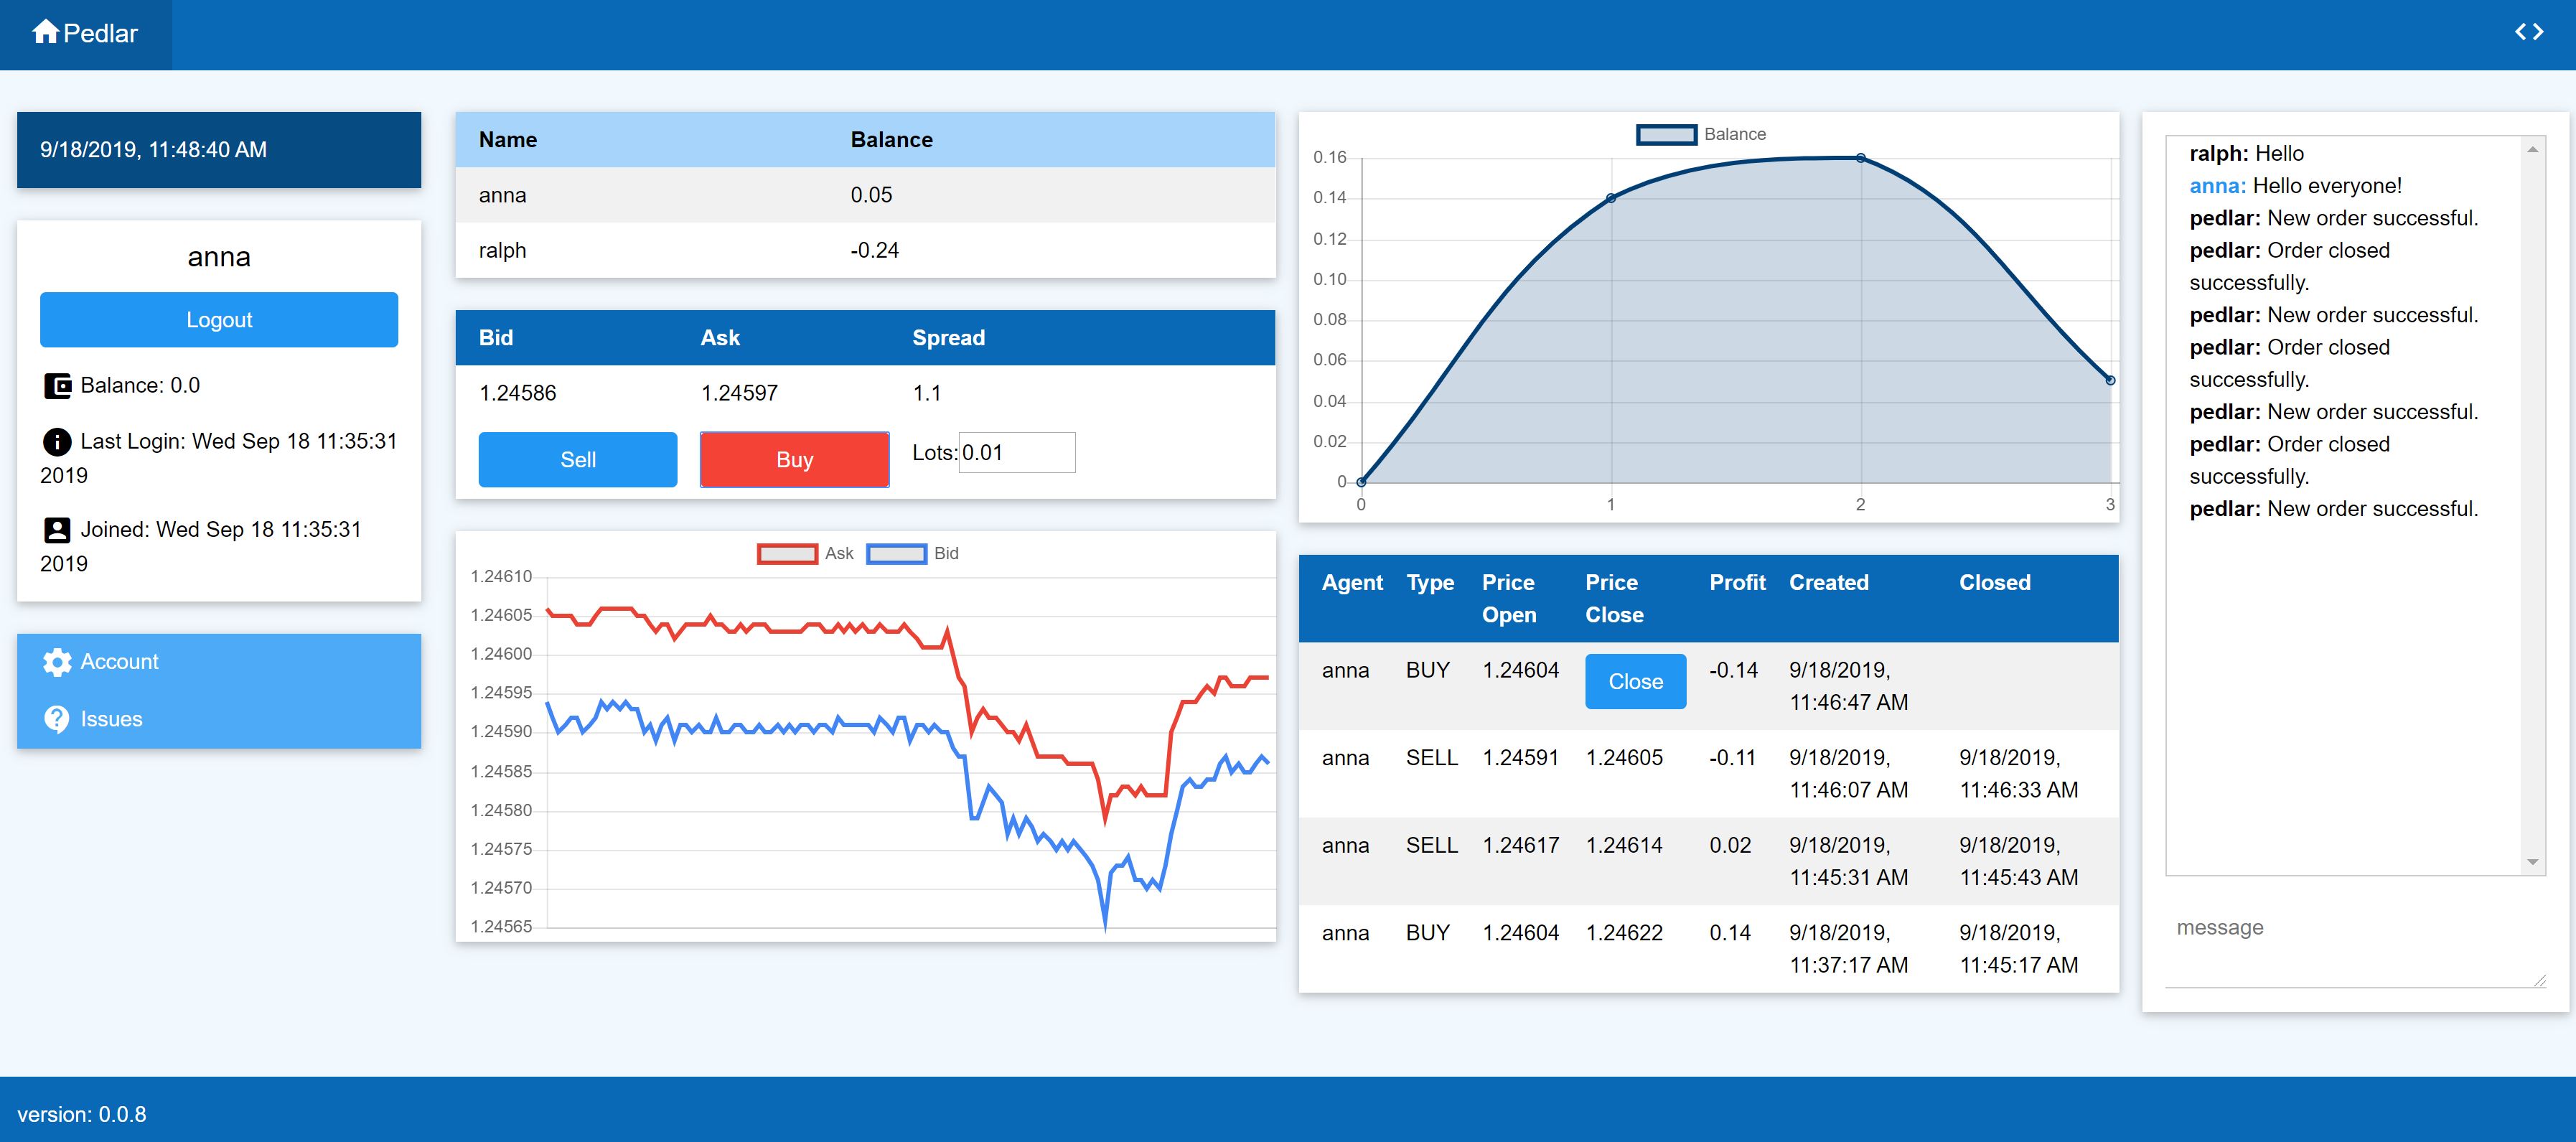 Pedlar
9/18/2019, 11:48:40 AM
anna
Logout
Balance: 0.0
Last Login: Wed Sep 18 11:35:31
2019
Joined: Wed Sep 18 11:35:31
2019
Account
Issues
Name Balance
anna 0.05
ralph -0.24
Bid Ask Spread
1.24586 1.24597 1.1
Sell Buy Lots: 0.01
Ask Bid
1.24610
1.24605
1.24600
1.24595
1.24590
1.24585
1.24580
1.24575
1.24570
1.24565
Balance
0.16
0.14
0.12
0.10
0.08
0.06
0.04
0.02
0
0 1 2 3
Agent Type Price Price Profit Created Closed
Open Close
anna BUY 1.24604 Close -0.14 9/18/2019,
11:46:47 AM
anna SELL 1.24591 1.24605 -0.11 9/18/2019, 9/18/2019,
11:46:07 AM 11:46:33 AM
anna SELL 1.24617 1.24614 0.02 9/18/2019, 9/18/2019,
11:45:31 AM 11:45:43 AM
anna BUY 1.24604 1.24622 0.14 9/18/2019, 9/18/2019,
11:37:17 AM 11:45:17 AM
ralph: Hello
anna: Hello everyone!
pedlar: New order successful.
pedlar: Order closed
successfully.
pedlar: New order successful.
pedlar: Order closed
successfully.
pedlar: New order successful.
pedlar: Order closed
successfully.
pedlar: New order successful.
message
version: 0.0.8